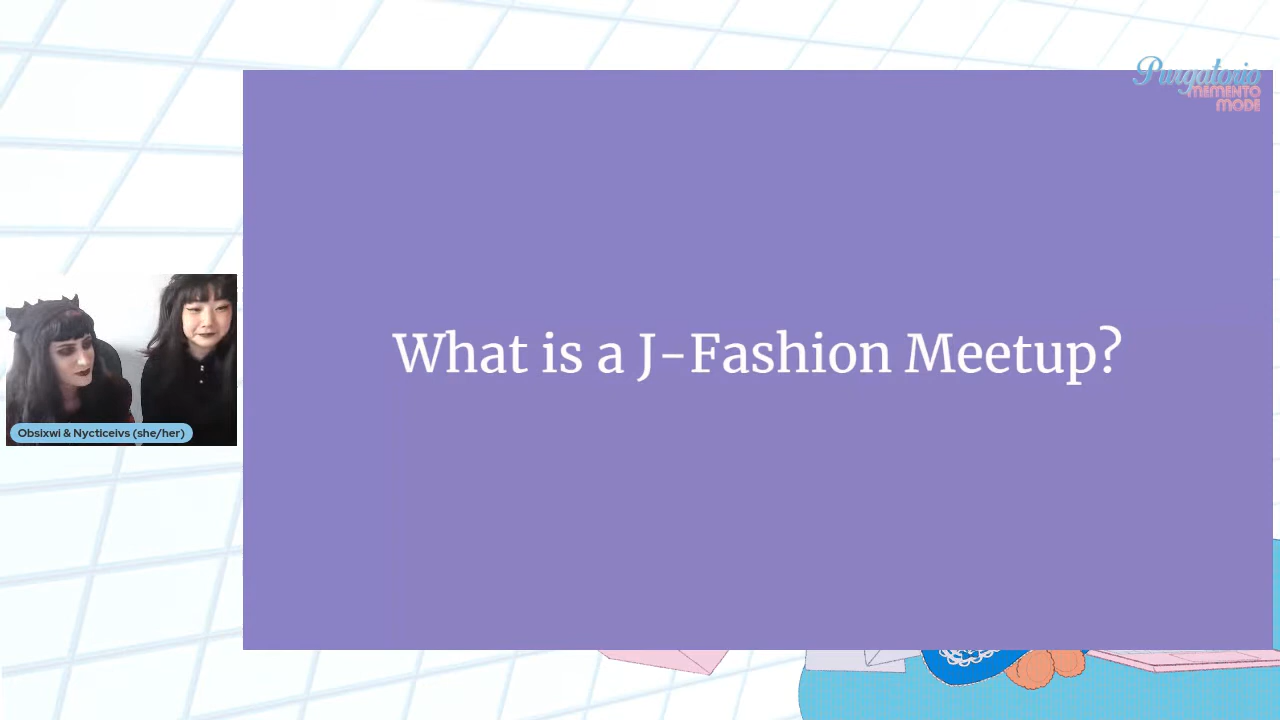 Purgatorio
MEMENTO
MODE
What is a J-Fashion Meetup?
Obsixwi & Nycticeivs (she/her)